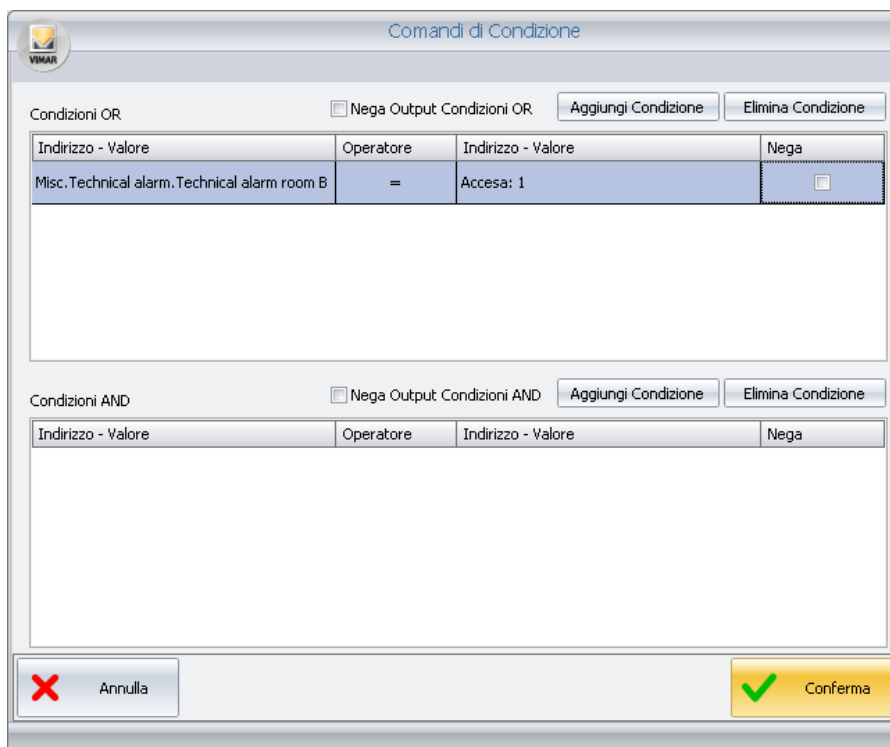 Comandi di Condizione
VIMAR
Condizioni OR
Nega Output Condizioni OR
Aggiungi Condizione
Elimina Condizione
Indirizzo - Valore Operatore Indirizzo - Valore Nega
Misc.Technical alarm.Technical alarm room B = Accesa: 1
Condizioni AND
Nega Output Condizioni AND
Aggiungi Condizione
Elimina Condizione
Indirizzo - Valore Operatore Indirizzo - Valore Nega
Annulla
Conferma